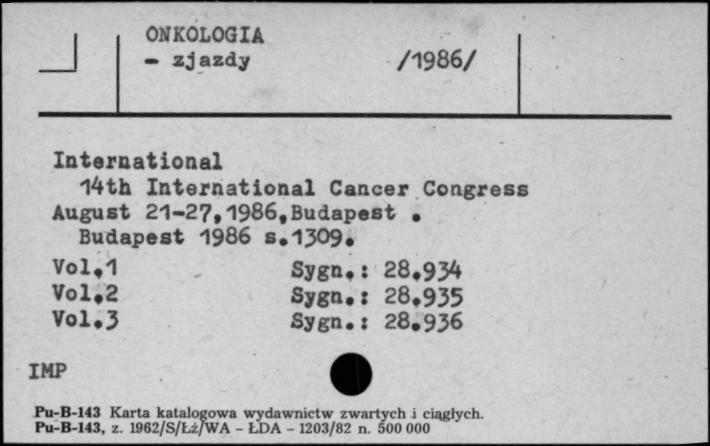 ONKOLOGIA
- zjazdy /1986/
International
14th International Cancer Congress
August 21-27,1986,Budapest .
Budapest 1986 s.1309.
Vol.1 Sygn.: 28.934
Vol.2 Sygn.: 28.935
Vol.3 Sygn.: 28.936
IMP
Pu-B-143 Karta katalogowa wydawnictw zwartych i ciągłych.
Pu-B-143, z. 1962/S/Łż/WA - ŁDA - 1203/82 n. 500 000